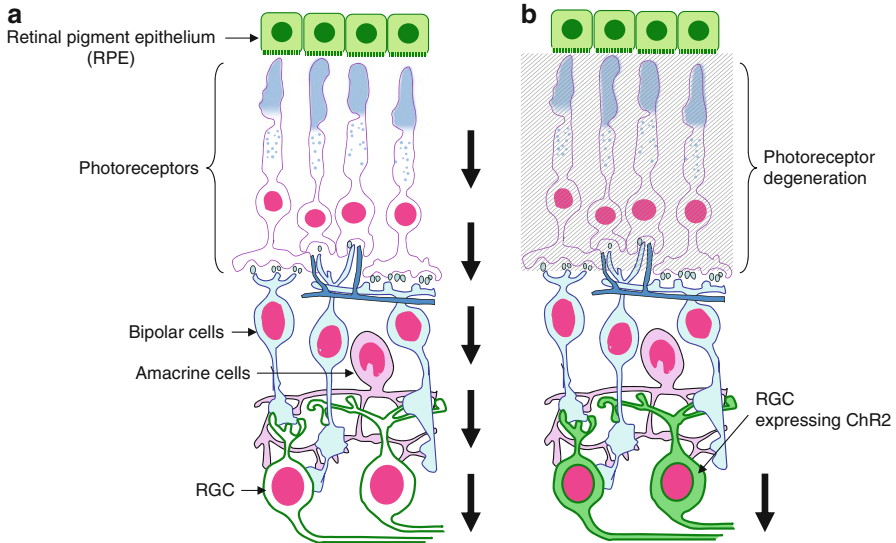 a
Retinal pigment epithelium
(RPE)
Photoreceptors
Bipolar cells
Amacrine cells
RGC
b
Photoreceptor
degeneration
RGC
expressing ChR2